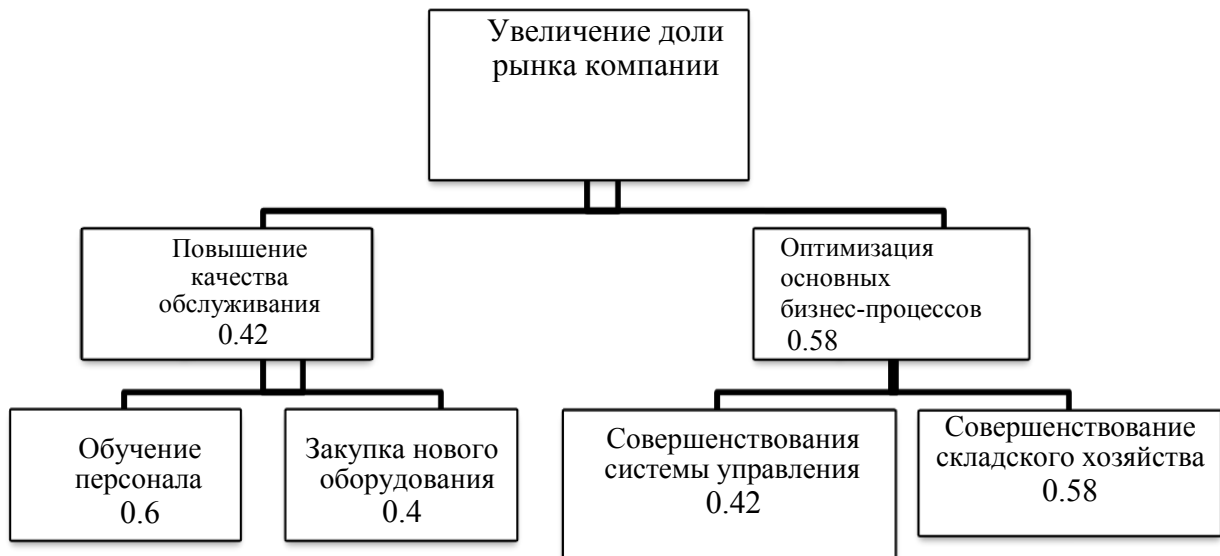 Увеличение доли
рынка компании
Повышение
качества
обслуживания
0.42
Оптимизация
основных
бизнес-процессов
0.58
Обучение
персонала
0.6
Закупка нового
оборудования
0.4
Совершенствования
системы управления
0.42
Совершенствование
складского хозяйства
0.58